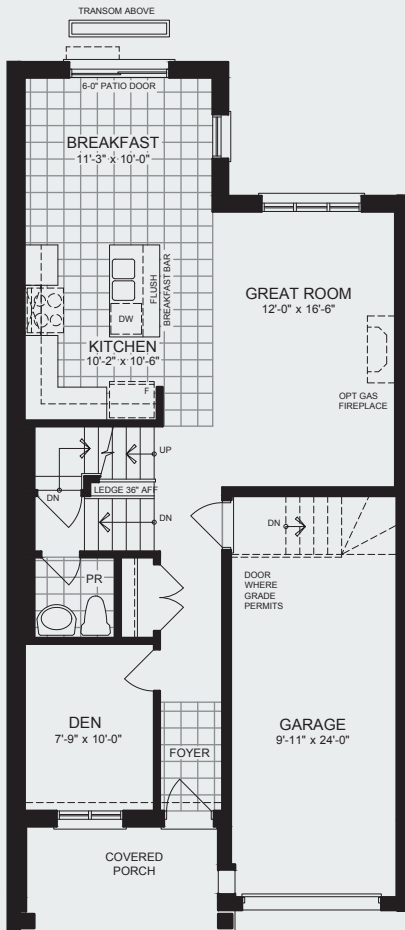 TRANSOM ABOVE
6-0" PATIO DOOR
BREAKFAST
11'-3" x 10'-0"
GREAT ROOM
12'-0" x 16'-6"
FLUSH
BREAKFAST BAR
DW
KITCHEN
10'-2" x 10'-6"
F
OPT GAS
FIREPLACE
UP
LEDGE 36" AFF
DN
DN
DN
PR
DOOR
WHERE
GRADE
PERMITS
DEN
7'-9" x 10'-0"
GARAGE
9'-11" x 24'-0"
FOYER
COVERED
PORCH